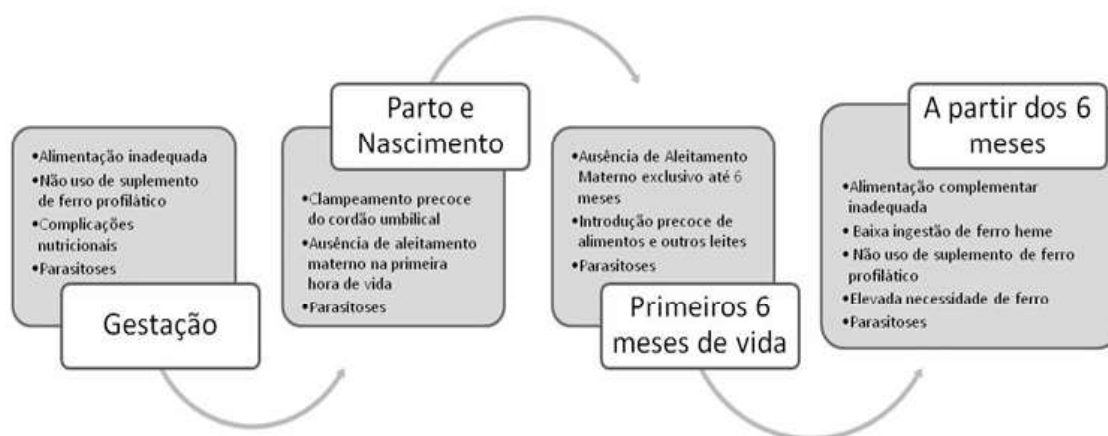 •Alimentação inadequada
•Não uso de suplemento
de ferro profilático
•Complicações
nutricionais
•Parasitoses
Gestação
Parto e
Nascimento
•Clampeamento precoce
do cordão umbilical
•Ausência de aleitamento
materno na primeira
hora de vida
•Parasitoses
•Ausência de Aleitamento
Materno exclusivo até 6
meses
•Introdução precoce de
alimentos e outros leites
•Parasitoses
Primeiros 6
meses de vida
A partir dos 6
meses
•Alimentação complementar
inadequada
• Baixa ingestão de ferro heme
• Não uso de suplemento de ferro
profilático
•Elevada necessidade de ferro
•Parasitoses